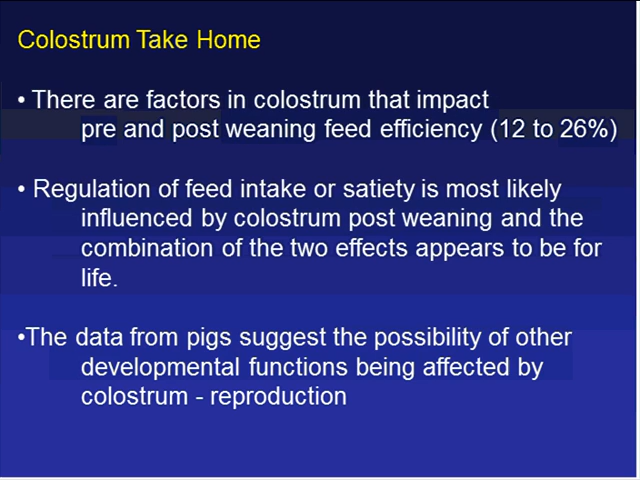 Colostrum Take Home
• There are factors in colostrum that impact
pre and post weaning feed efficiency (12 to 26%)
• Regulation of feed intake or satiety is most likely
influenced by colostrum post weaning and the
combination of the two effects appears to be for
life.
•The data from pigs suggest the possibility of other
developmental functions being affected by
colostrum - reproduction